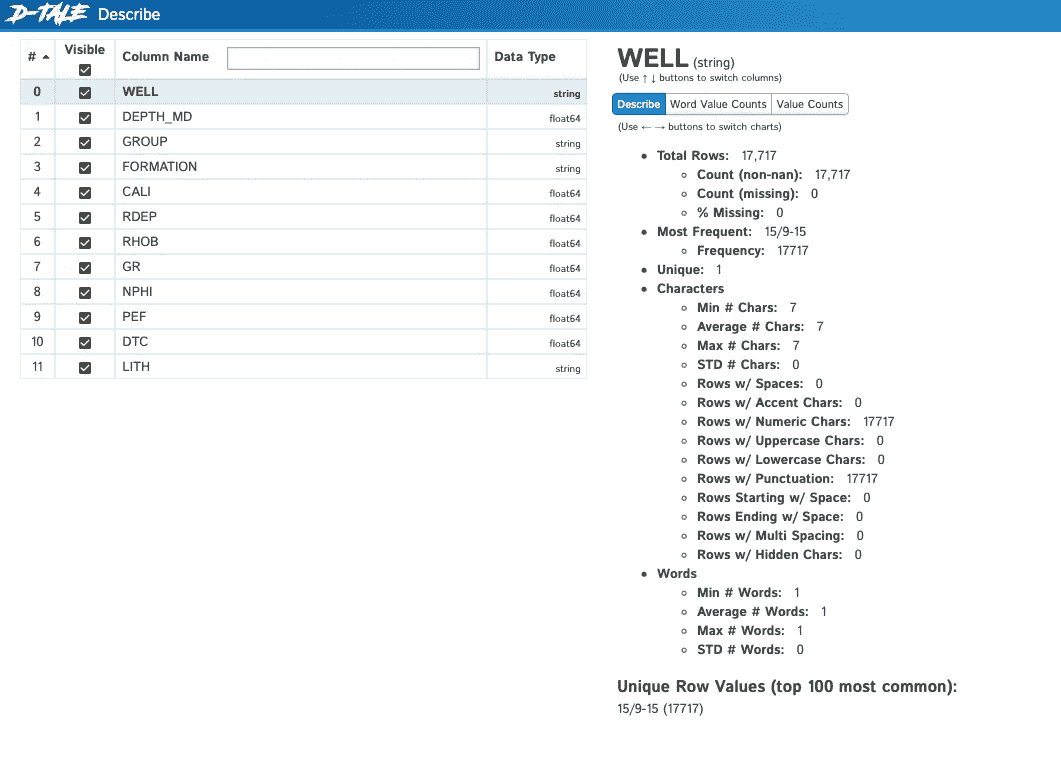 D-TALE Describe
# Visible Column Name Data Type
0 WELL string
1 DEPTH_MD float64
2 GROUP string
3 FORMATION string
4 CALI float64
5 RDEP float64
6 RHOB float64
7 GR float64
8 NPHI float64
9 PEF float64
10 DTC float64
11 LITH string
WELL (string)
(Use ↑ ↓ buttons to switch columns)
Describe Word Value Counts Value Counts
(Use ← → buttons to switch charts)
• Total Rows: 17,717
◦ Count (non-nan): 17,717
◦ Count (missing): 0
◦ % Missing: 0
• Most Frequent: 15/9-15
◦ Frequency: 17717
• Unique: 1
• Characters
◦ Min # Chars: 7
◦ Average # Chars: 7
◦ Max # Chars: 7
◦ STD # Chars: 0
◦ Rows w/ Spaces: 0
◦ Rows w/ Accent Chars: 0
◦ Rows w/ Numeric Chars: 17717
◦ Rows w/ Uppercase Chars: 0
◦ Rows w/ Lowercase Chars: 0
◦ Rows w/ Punctuation: 17717
◦ Rows Starting w/ Space: 0
◦ Rows Ending w/ Space: 0
◦ Rows w/ Multi Spacing: 0
◦ Rows w/ Hidden Chars: 0
• Words
◦ Min # Words: 1
◦ Average # Words: 1
◦ Max # Words: 1
◦ STD # Words: 0
Unique Row Values (top 100 most common):
15/9-15 (17717)